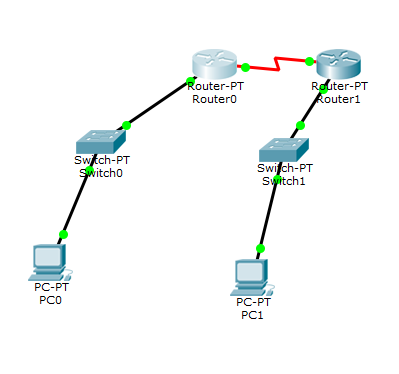 Router-PT
Router0
Router-PT
Router1
Switch-PT
Switch0
Switch-PT
Switch1
PC-PT
PC0
PC-PT
PC1